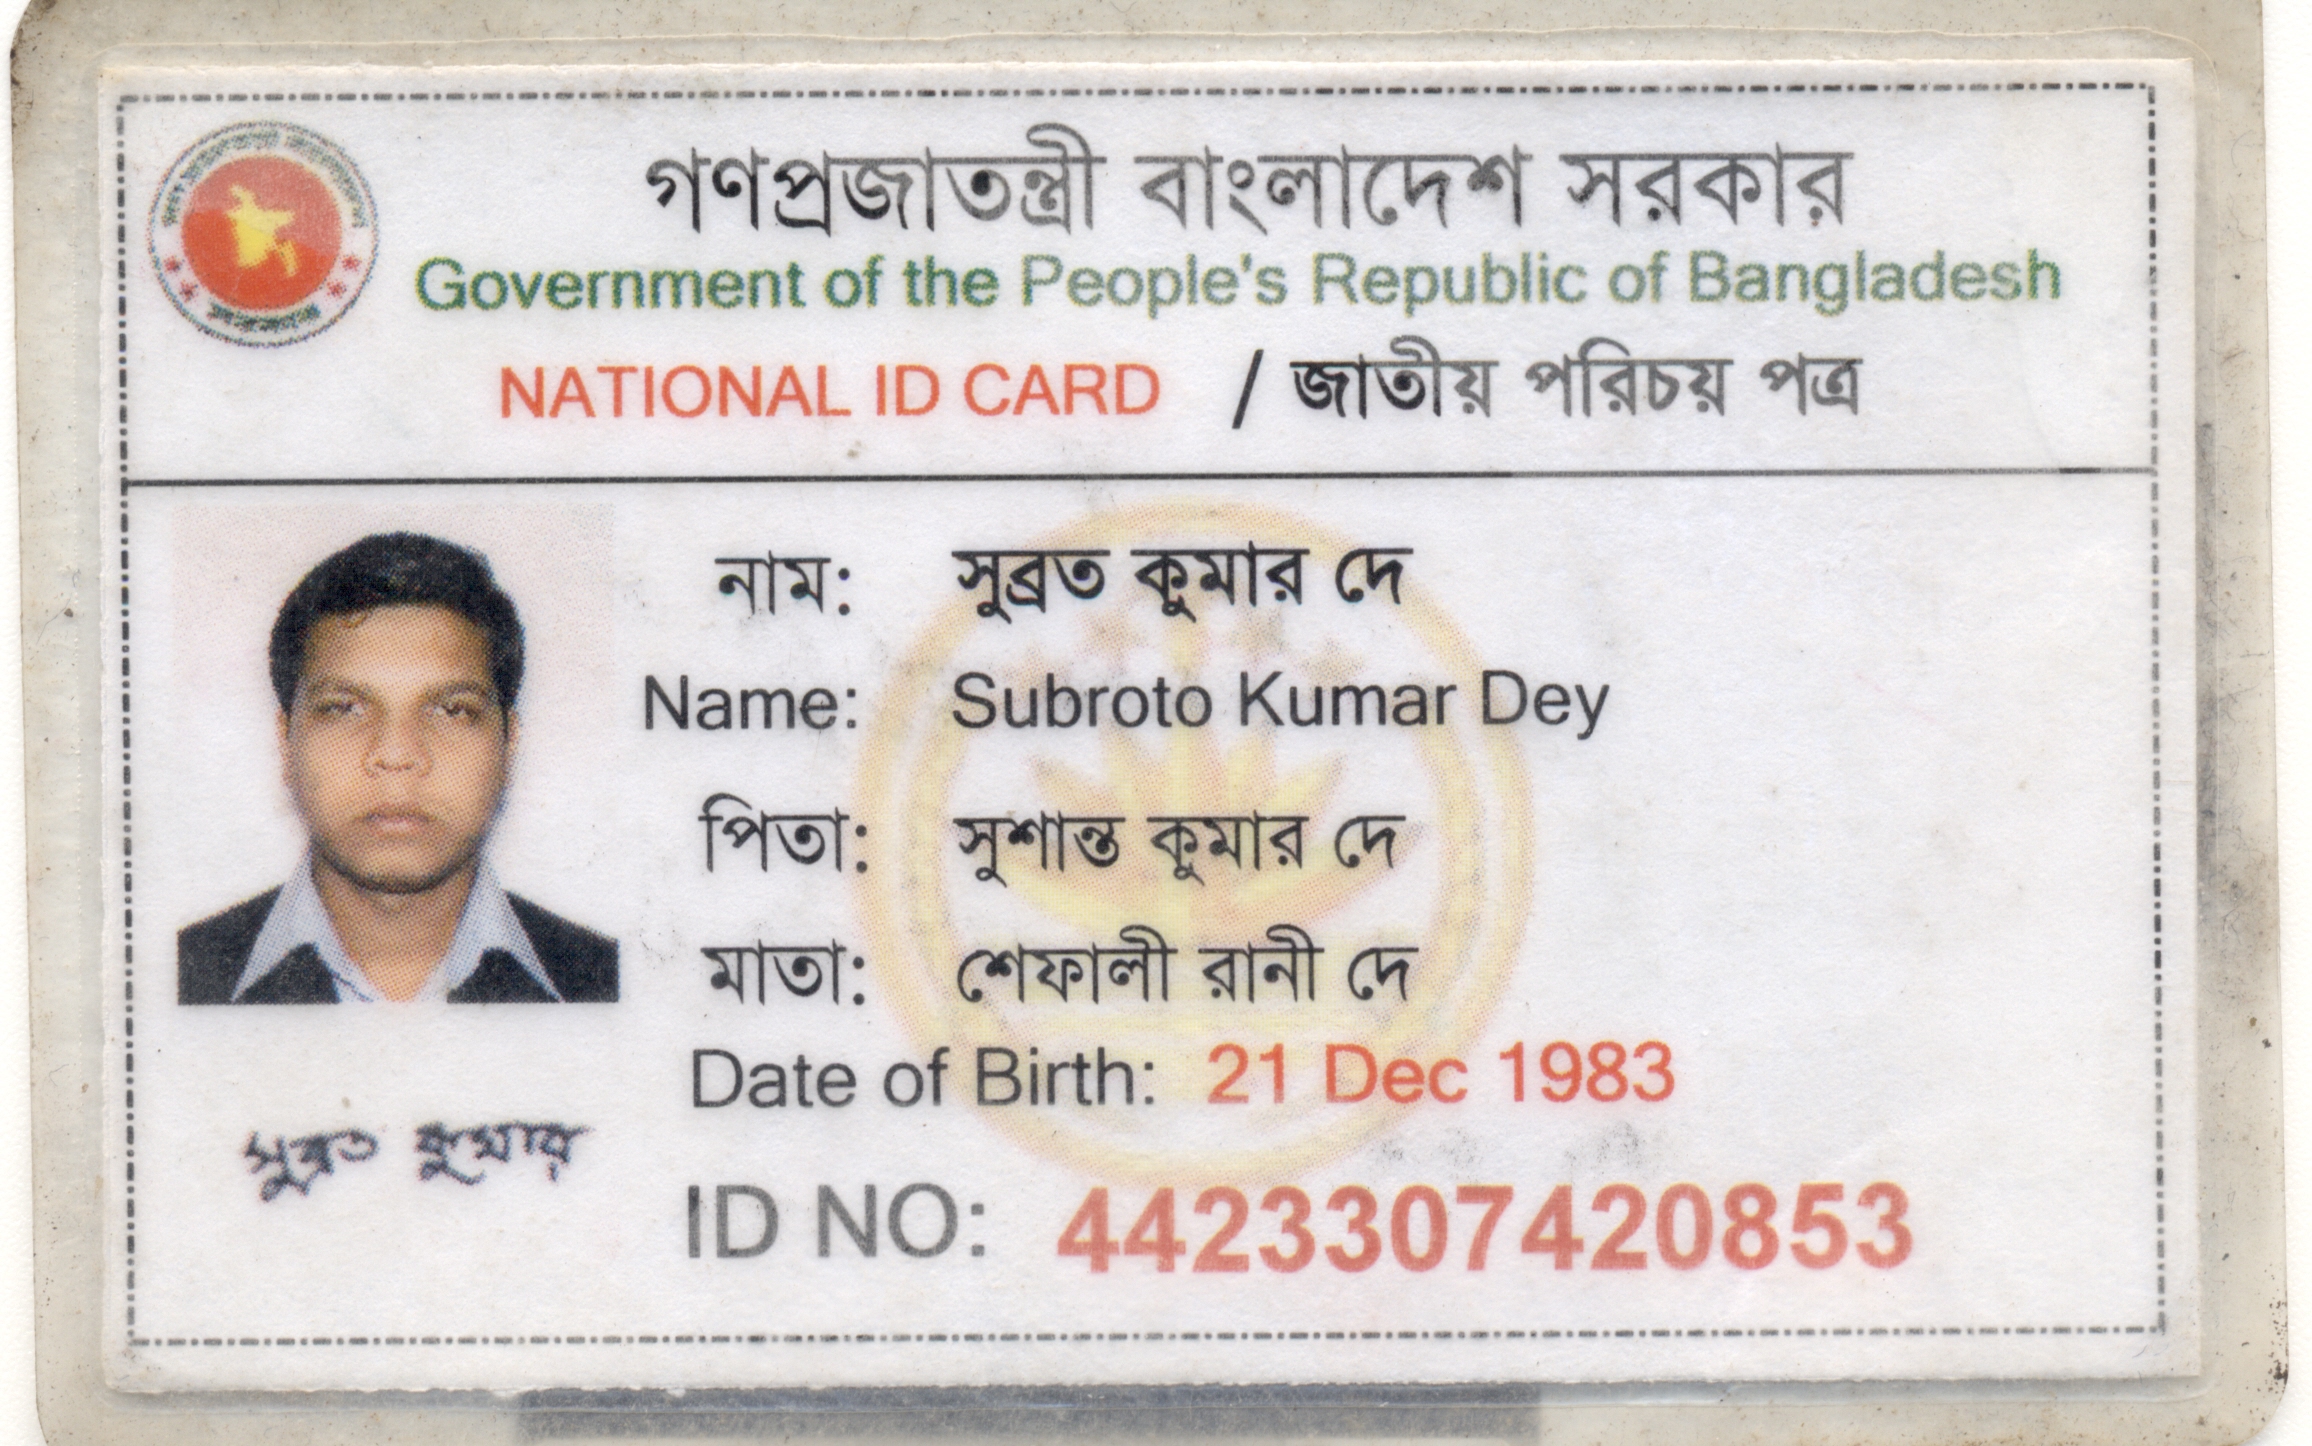 গণপ্রজাতন্ত্রী বাংলাদেশ সরকার
Government of the People's Republic of Bangladesh
NATIONAL ID CARD / জাতীয় পরিচয় পত্র
নাম: সুব্রত কুমার দে
Name: Subroto Kumar Dey
পিতা: সুশান্ত কুমার দে
মাতা: শেফালী রানী দে
Date of Birth: 21 Dec 1983
সুব্রত কুমার
ID NO: 4423307420853